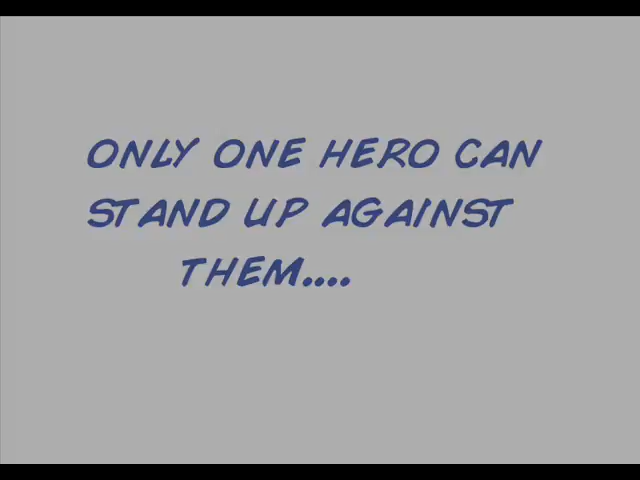 ONLY ONE HERO CAN
STAND UP AGAINST
THEM....